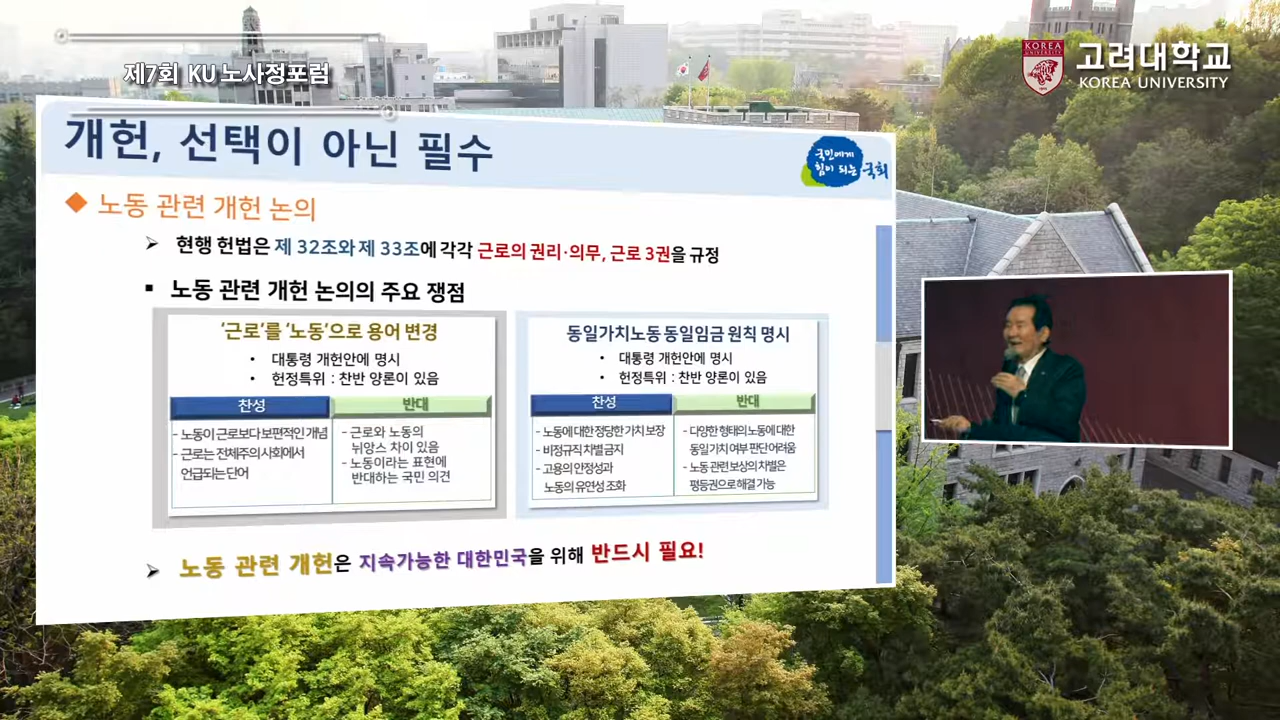 제7회 KU 노사정포럼
KOREA
UNIVERSITY
고려대학교
KOREA UNIVERSITY
개헌, 선택이 아닌 필수
국민에게
힘이 되는 국회
◆ 노동 관련 개헌 논의
➢ 현행 헌법은 제 32조와 제 33조에 각각 근로의 권리·의무, 근로 3권을 규정
▪ 노동 관련 개헌 논의의 주요 쟁점
'근로'를 '노동'으로 용어 변경
• 대통령 개헌안에 명시
• 헌정특위 : 찬반 양론이 있음
찬성
반대
- 노동이 근로보다 보편적인 개념
- 근로는 전체주의 사회에서
언급되는 단어
- 근로와 노동의
뉘앙스 차이 있음
- 노동이라는 표현에
반대하는 국민 의견
동일가치노동 동일임금 원칙 명시
• 대통령 개헌안에 명시
• 헌정특위 : 찬반 양론이 있음
찬성
반대
- 노동에 대한 정당한 가치 보장
- 비정규직 차별 금지
- 고용의 안정성과
노동의 유연성 조화
- 다양한 형태의 노동에 대한
동일 가치 여부 판단 어려움
- 노동 관련 보상의 차별은
평등권으로 해결 가능
➢ 노동 관련 개헌은 지속가능한 대한민국을 위해 반드시 필요!